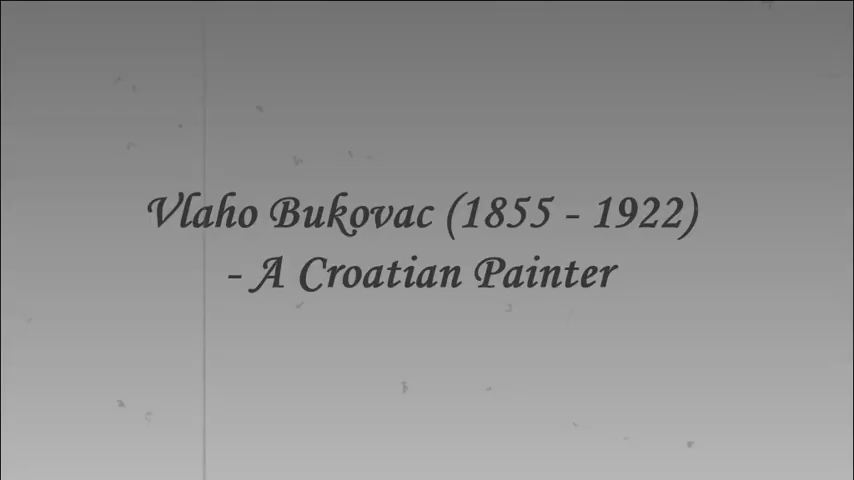 Vlaho Bukovac (1855 - 1922)
- A Croatian Painter